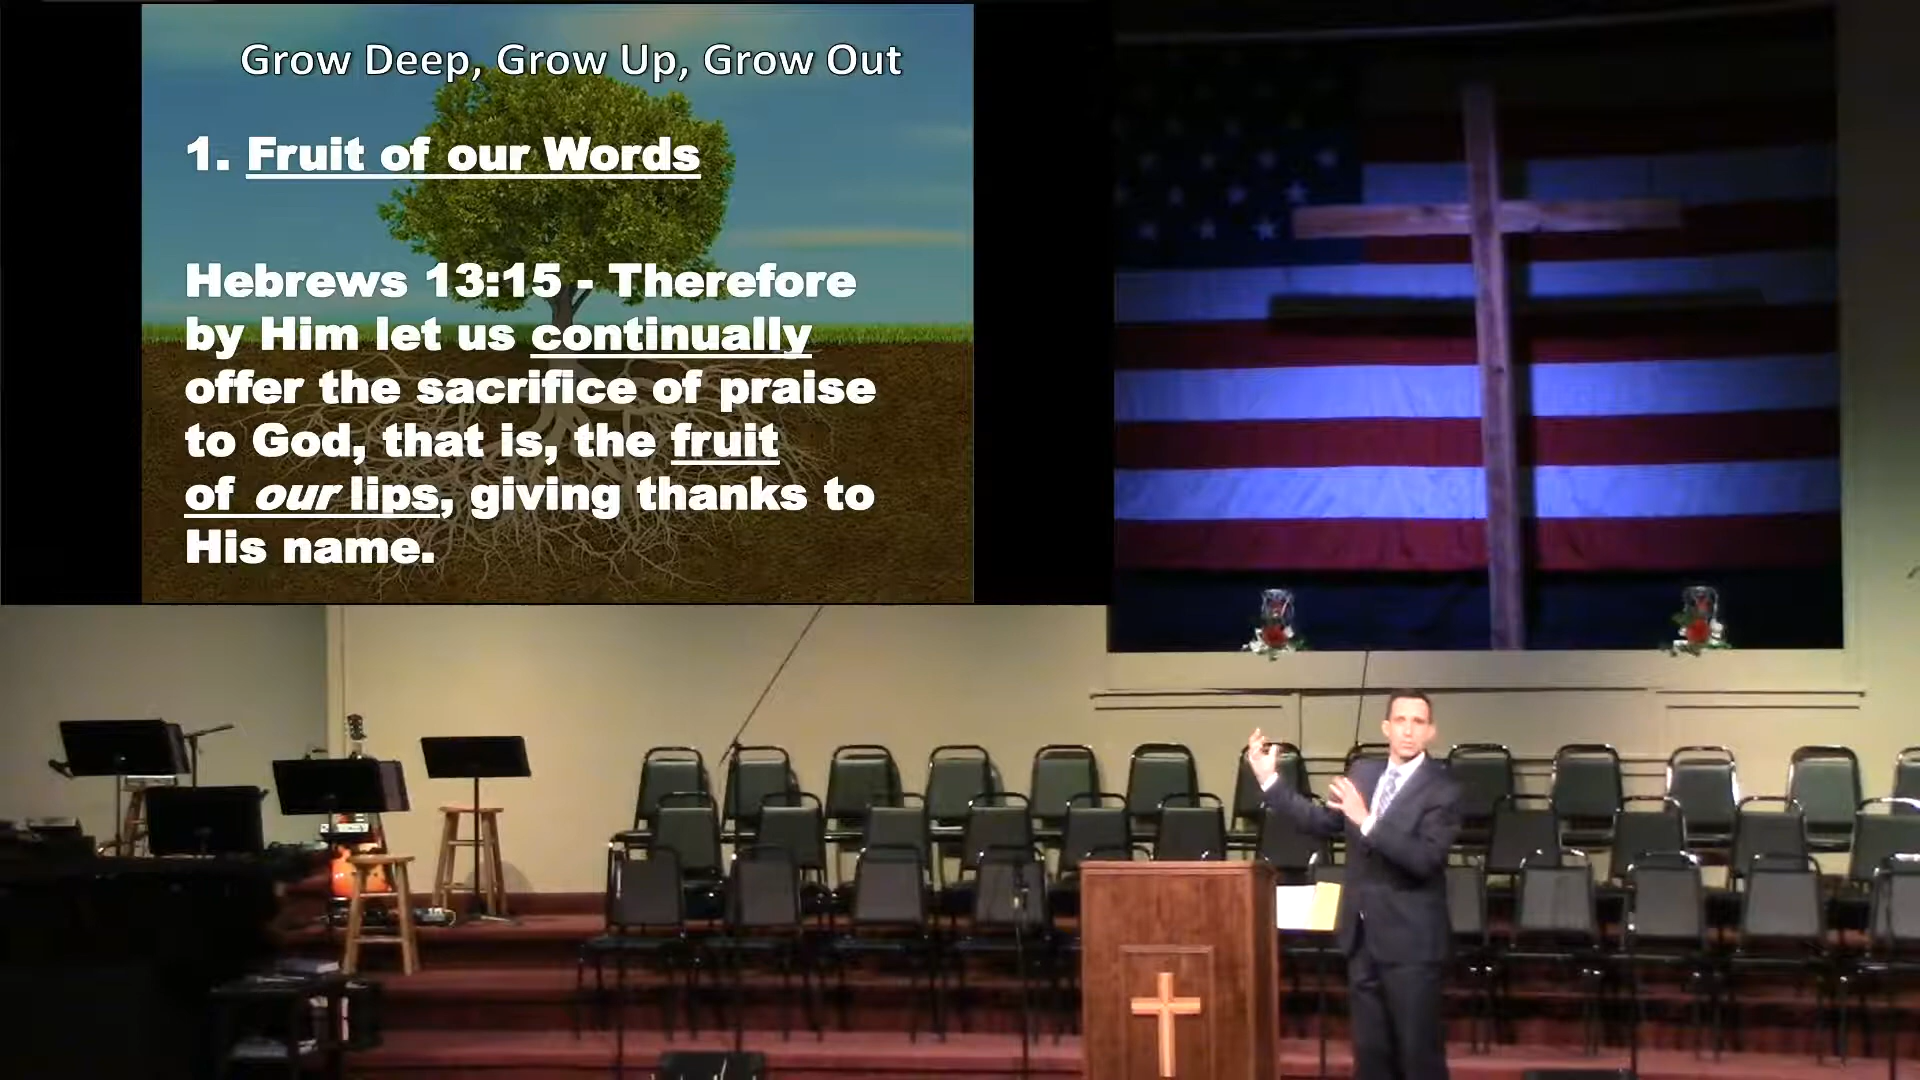 Grow Deep, Grow Up, Grow Out
1. Fruit of our Words
Hebrews 13:15 - Therefore
by Him let us continually
offer the sacrifice of praise
to God, that is, the fruit
of our lips, giving thanks to
His name.